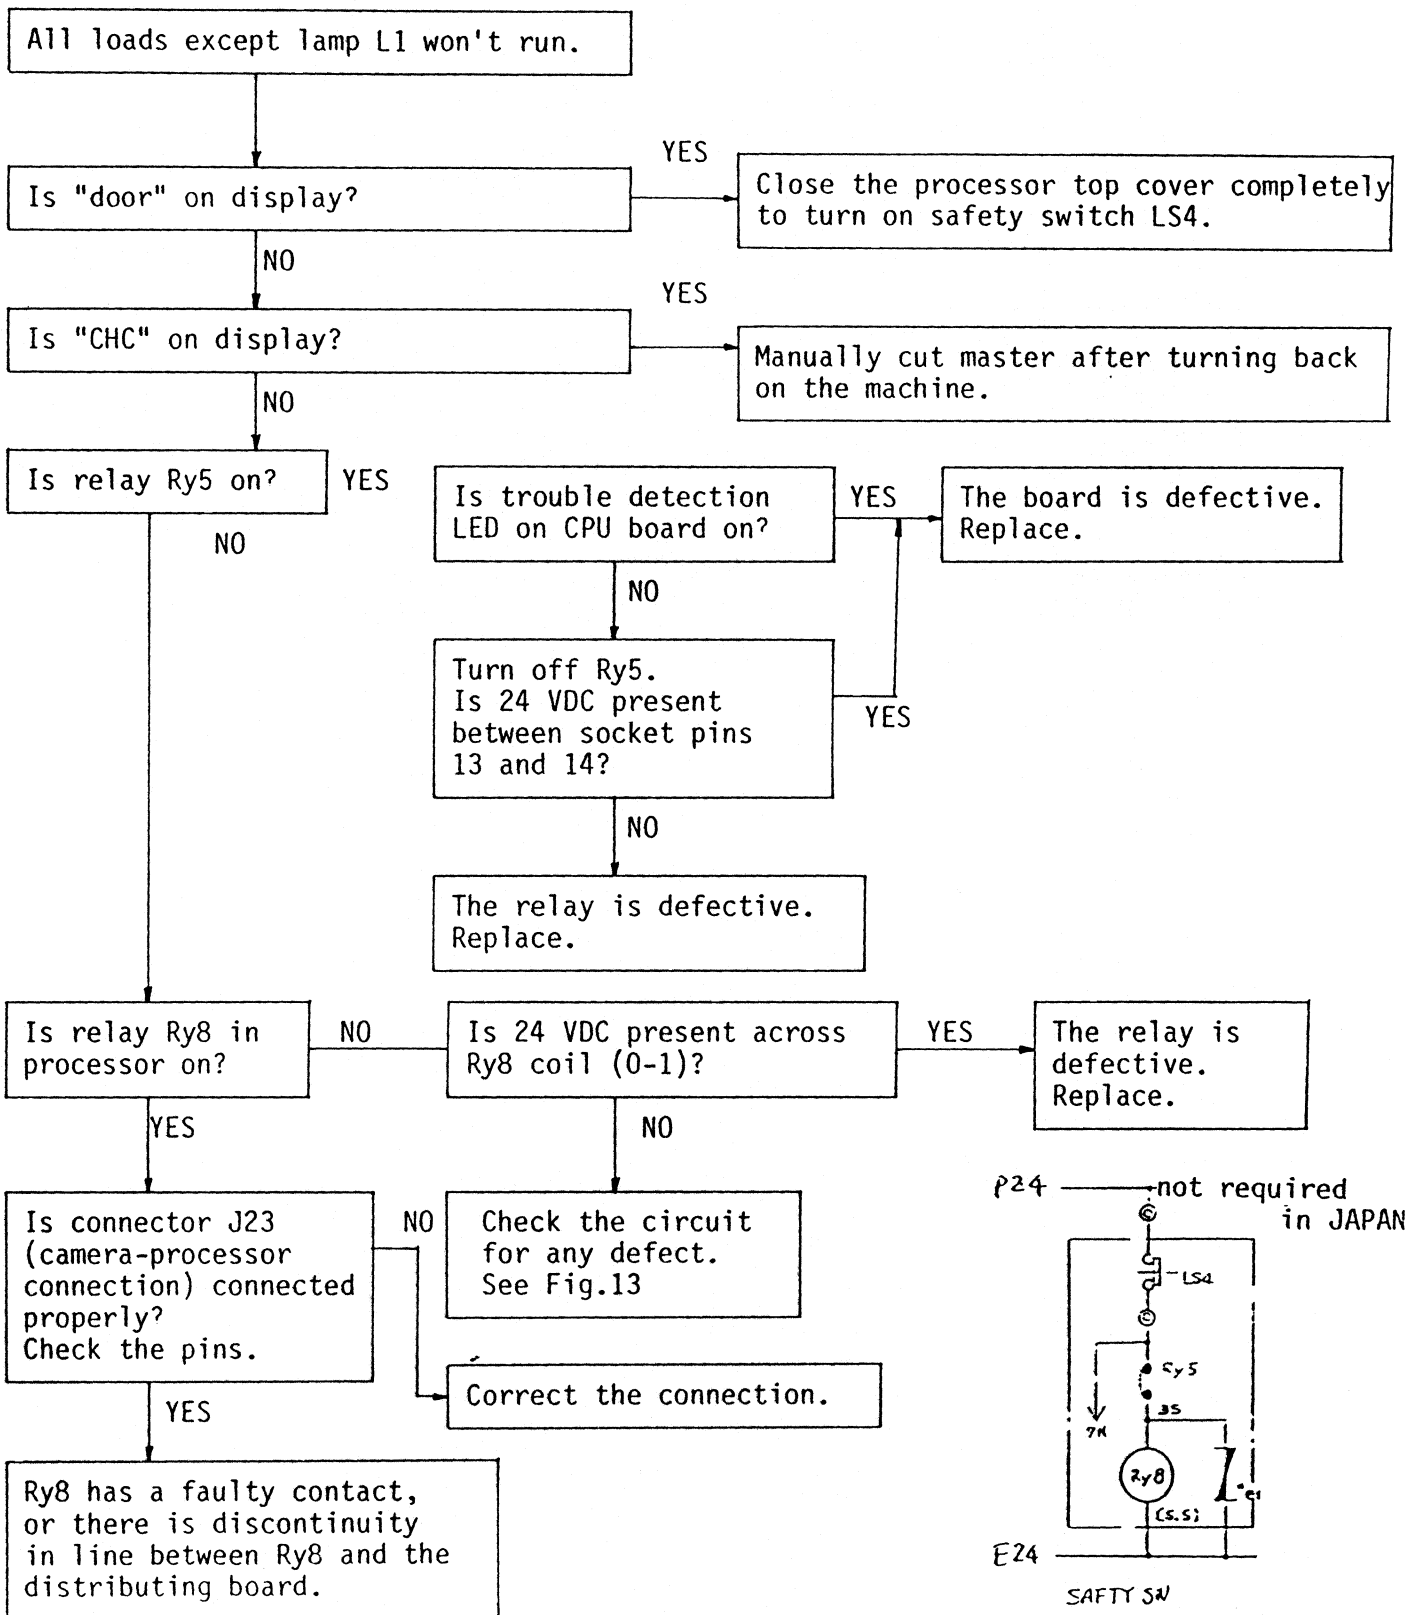 All loads except lamp L1 won't run.
YES
Is "door" on display?
Close the processor top cover completely
to turn on safety switch LS4.
NO
YES
Is "CHC" on display?
Manually cut master after turning back
on the machine.
NO
Is relay Ry5 on?
YES
NO
Is trouble detection
LED on CPU board on?
YES
The board is defective.
Replace.
NO
Turn off Ry5.
Is 24 VDC present
between socket pins
13 and 14?
YES
NO
The relay is defective.
Replace.
Is relay Ry8 in
processor on?
NO
Is 24 VDC present across
Ry8 coil (0-1)?
YES
The relay is
defective.
Replace.
YES
NO
Is connector J23
(camera-processor
connection) connected
properly?
Check the pins.
NO
Check the circuit
for any defect.
See Fig.13
Correct the connection.
YES
Ry8 has a faulty contact,
or there is discontinuity
in line between Ry8 and the
distributing board.
P24
not required
in JAPAN
LS4
E24
SAFTY SW